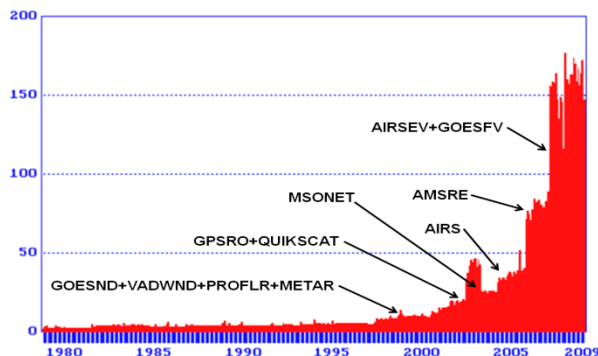 200
150
AIRSEV+GOESFV
100
MSONET
AMSRE
AIRS
GPSRO+QUIKSCAT
50
GOESND+VADWND+PROFLR+METAR
0
1980 1985 1990 1995 2000 2005 2009